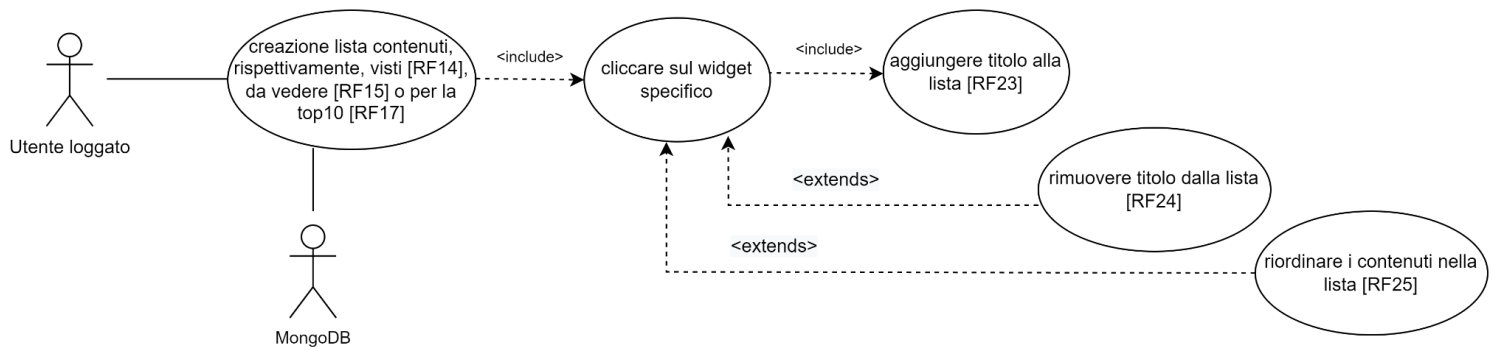 creazione lista contenuti,
rispettivamente, visti [RF14],
da vedere [RF15] o per la
top10 [RF17]
<include>
cliccare sul widget
specifico
<include>
aggiungere titolo alla
lista [RF23]
Utente loggato
<extends>
rimuovere titolo dalla lista
[RF24]
<extends>
riordinare i contenuti nella
lista [RF25]
MongoDB